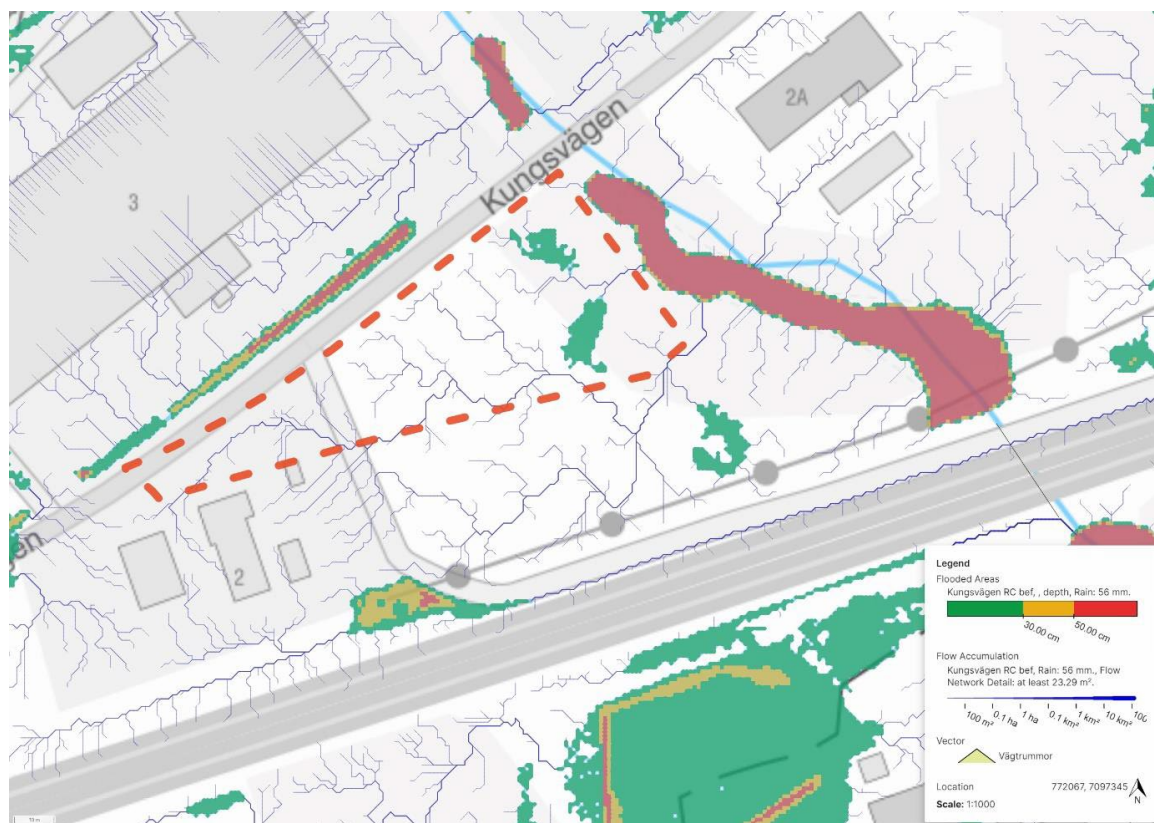 3
Kungsvägen
2A
gen
2
Legend
Flooded Areas
Kungsvägen RC bef, , depth, Rain: 56 mm.
30.00 cm
50.00 cm
Flow Accumulation
Kungsvägen RC bef, Rain: 56 mm., Flow
Network Detail: at least 23.29 m².
100 m² 0.1 ha 1 ha 0.1 km² 1 km² 10 km² 100
Vector
Vägtrummor
Location 772067, 7097345
Scale: 1:1000
N
10 m